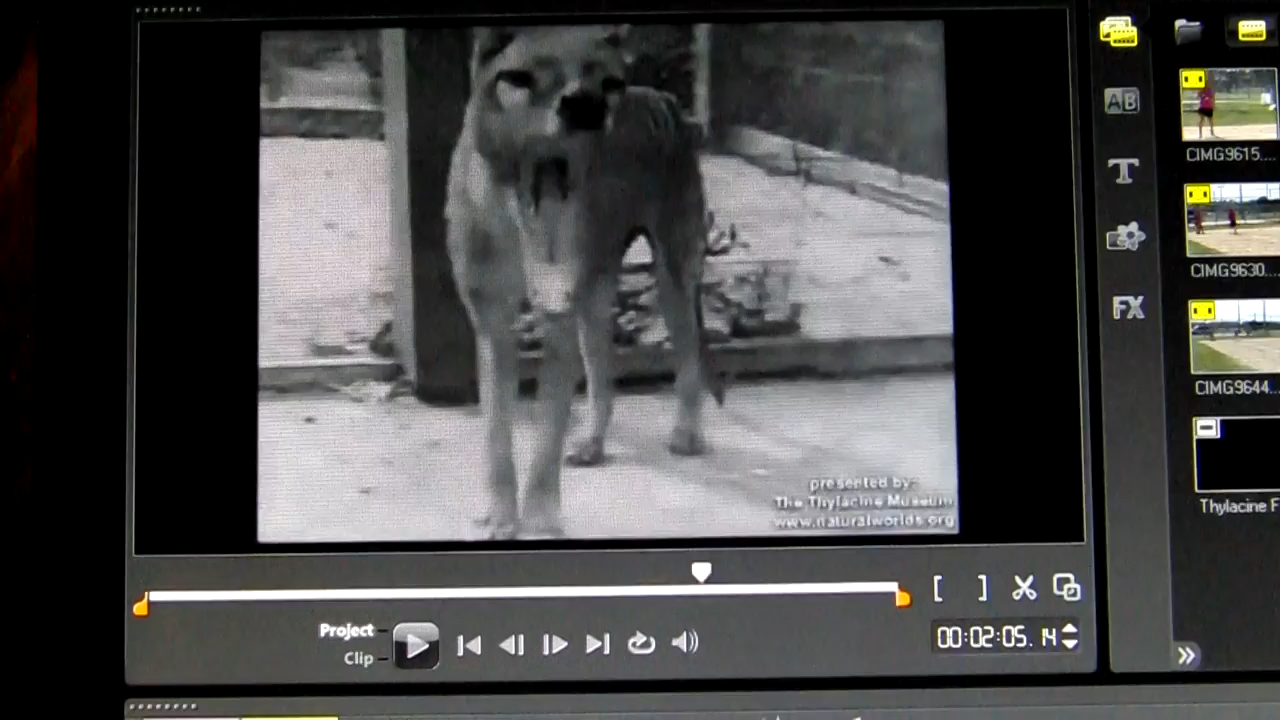 AB
T
FX
CIMG9615....
CIMG9630...
CIMG9644...
Thylacine F
presented by:
The Thylacine Museum
www.naturalworlds.org
Project
Clip
00:02:05.14